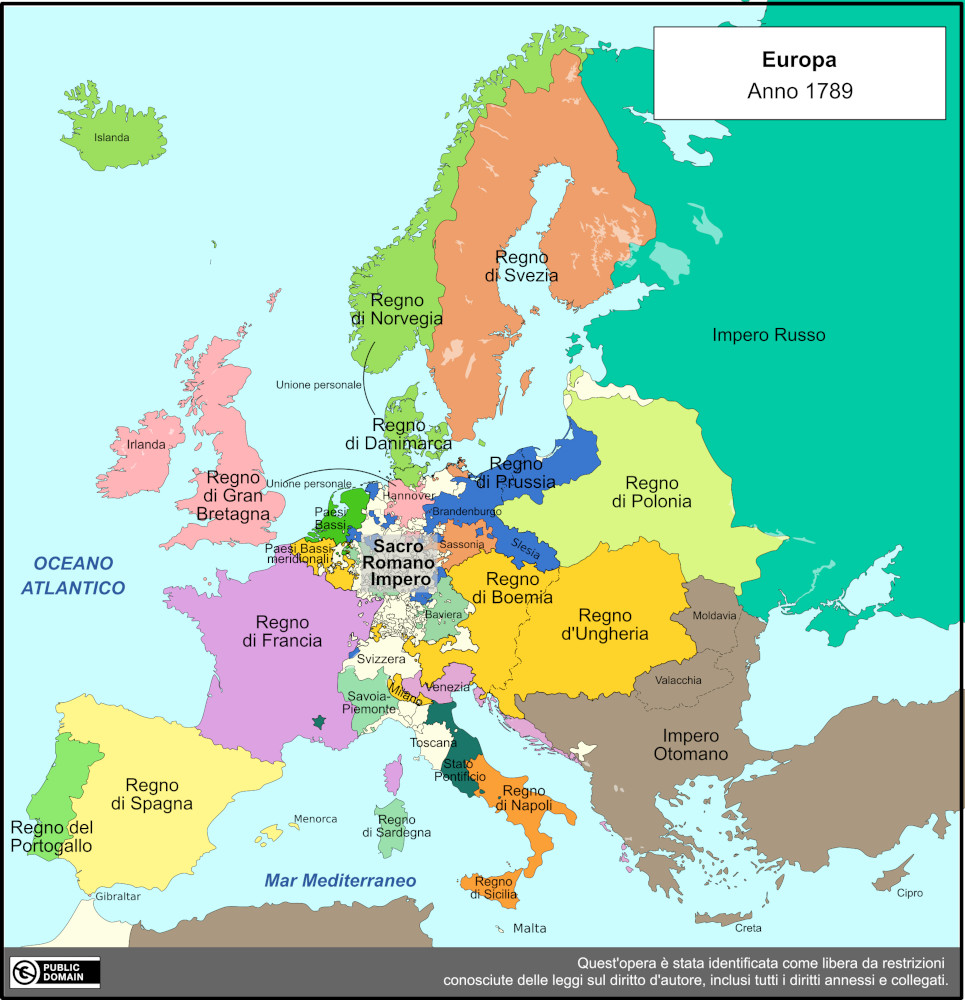 Europa
Anno 1789
Islanda
Regno
di Svezia
Regno
di Norvegia
Impero Russo
Unione personale
Regno
di Danimarca
Irlanda
Regno
di Gran
Bretagna
Unione personale
Hannover
Regno
di Prussia
Regno
di Polonia
Paesi
Bassi
Brandenburgo
Paesi Bassi
meridionali
Sacro
Romano
Impero
Sassonia
Slesia
OCEANO
ATLANTICO
Regno
di Boemia
Regno
di Francia
Baviera
Regno
d'Ungheria
Moldavia
Svizzera
Valacchia
Savoia-
Piemonte
Milano
Venezia
Toscana
Impero
Ottomano
Stato
Pontificio
Regno
di Spagna
Regno
di Napoli
Regno del
Portogallo
Menorca
Regno
di Sardegna
Mar Mediterraneo
Regno
di Sicilia
Gibraltar
Cipro
Malta
Creta
PUBLIC
DOMAIN
Quest'opera è stata identificata come libera da restrizioni
conosciute delle leggi sul diritto d'autore, inclusi tutti i diritti annessi e collegati.